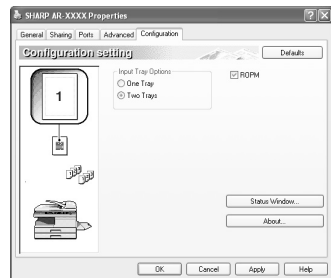 SHARP AR-XXXX Properties
General Sharing Ports Advanced Configuration
Configuration setting
Defaults
Input Tray Options
One Tray
Two Trays
ROPM
1
Status Window...
About...
OK Cancel Apply Help